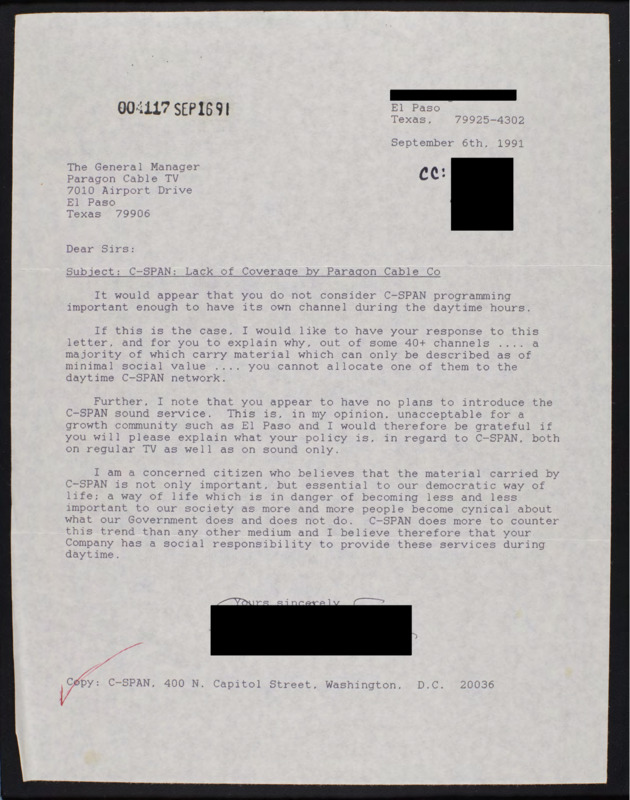 004117 SEP 16 91
El Paso
Texas. 79925-4302
September 6th, 1991
CC:
The General Manager
Paragon Cable TV
7010 Airport Drive
El Paso
Texas 79906
Dear Sirs:
Subject: C-SPAN: Lack of Coverage by Paragon Cable Co
It would appear that you do not consider C-SPAN programming
important enough to have its own channel during the daytime hours.
If this is the case, I would like to have your response to this
letter, and for you to explain why, out of some 40+ channels .... a
majority of which carry material which can only be described as of
minimal social value .... you cannot allocate one of them to the
daytime C-SPAN network.
Further, I note that you appear to have no plans to introduce the
C-SPAN sound service. This is, in my opinion, unacceptable for a
growth community such as El Paso and I would therefore be grateful if
you will please explain what your policy is, in regard to C-SPAN, both
on regular TV as well as on sound only.
I am a concerned citizen who believes that the material carried by
C-SPAN is not only important, but essential to our democratic way of
life; a way of life which is in danger of becoming less and less
important to our society as more and more people become cynical about
what our Government does and does not do. C-SPAN does more to counter
this trend than any other medium and I believe therefore that your
Company has a social responsibility to provide these services during
daytime.
Yours sincerely
Copy: C-SPAN, 400 N. Capitol Street, Washington, D.C. 20036